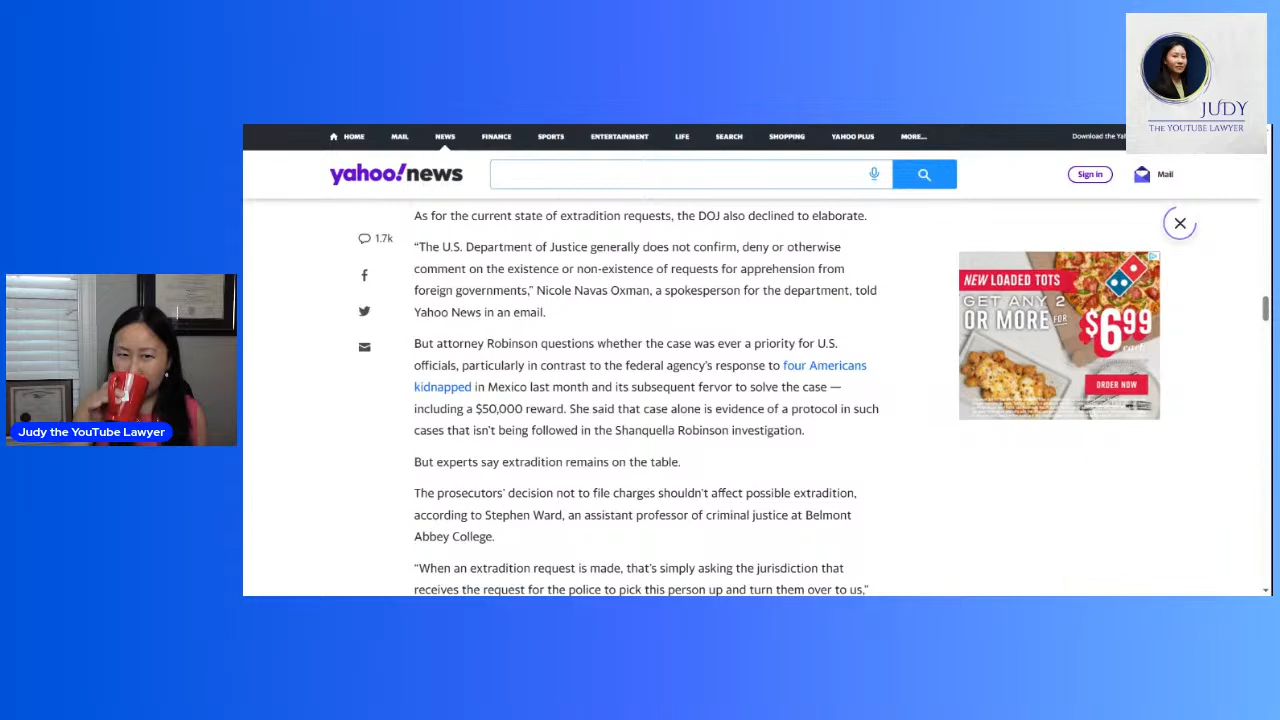 JUDY
THE YOUTUBE LAWYER
HOME MAIL NEWS FINANCE SPORTS ENTERTAINMENT LIFE SEARCH SHOPPING YAHOO PLUS MORE... Download the
yahoo!news
Sign in
Mail
As for the current state of extradition requests, the DOJ also declined to elaborate.
1.7k
“The U.S. Department of Justice generally does not confirm, deny or otherwise
comment on the existence or non-existence of requests for apprehension from
foreign governments,” Nicole Navas Oxman, a spokesperson for the department, told
Yahoo News in an email.
But attorney Robinson questions whether the case was ever a priority for U.S.
officials, particularly in contrast to the federal agency’s response to four Americans
kidnapped in Mexico last month and its subsequent fervor to solve the case —
including a $50,000 reward. She said that case alone is evidence of a protocol in such
cases that isn’t being followed in the Shanquella Robinson investigation.
But experts say extradition remains on the table.
The prosecutors’ decision not to file charges shouldn’t affect possible extradition,
according to Stephen Ward, an assistant professor of criminal justice at Belmont
Abbey College.
“When an extradition request is made, that’s simply asking the jurisdiction that
receives the request for the police to pick this person up and turn them over to us,”
NEW LOADED TOTS
GET ANY 2
OR MORE FOR
$6.99
each
ORDER NOW
Judy the YouTube Lawyer